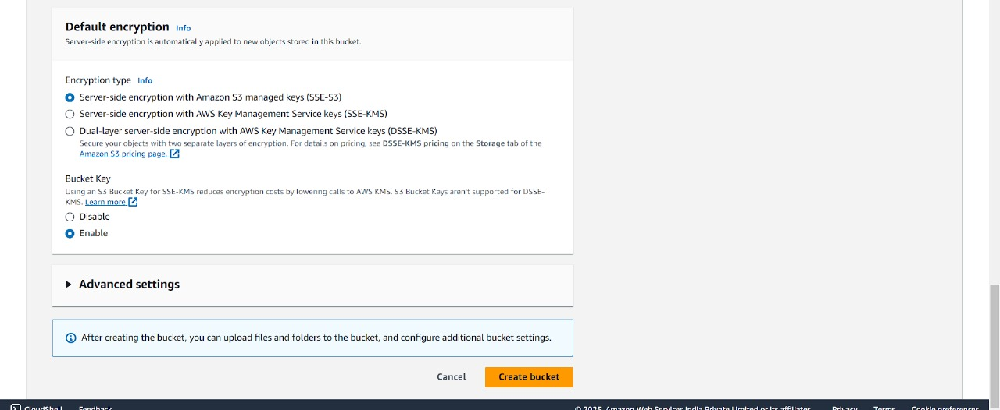 Default encryption Info
Server-side encryption is automatically applied to new objects stored in this bucket.
Encryption type Info
Server-side encryption with Amazon S3 managed keys (SSE-S3)
Server-side encryption with AWS Key Management Service keys (SSE-KMS)
Dual-layer server-side encryption with AWS Key Management Service keys (DSSE-KMS)
Secure your objects with two separate layers of encryption. For details on pricing, see DSSE-KMS pricing on the Storage tab of the
Amazon S3 pricing page.
Bucket Key
Using an S3 Bucket Key for SSE-KMS reduces encryption costs by lowering calls to AWS KMS. S3 Bucket Keys aren't supported for DSSE-
KMS. Learn more
Disable
Enable
Advanced settings
After creating the bucket, you can upload files and folders to the bucket, and configure additional bucket settings.
Cancel Create bucket
CloudShell Feedback © 2023, Amazon Web Services India Private Limited or its affiliates. Privacy Terms Cookie preferences